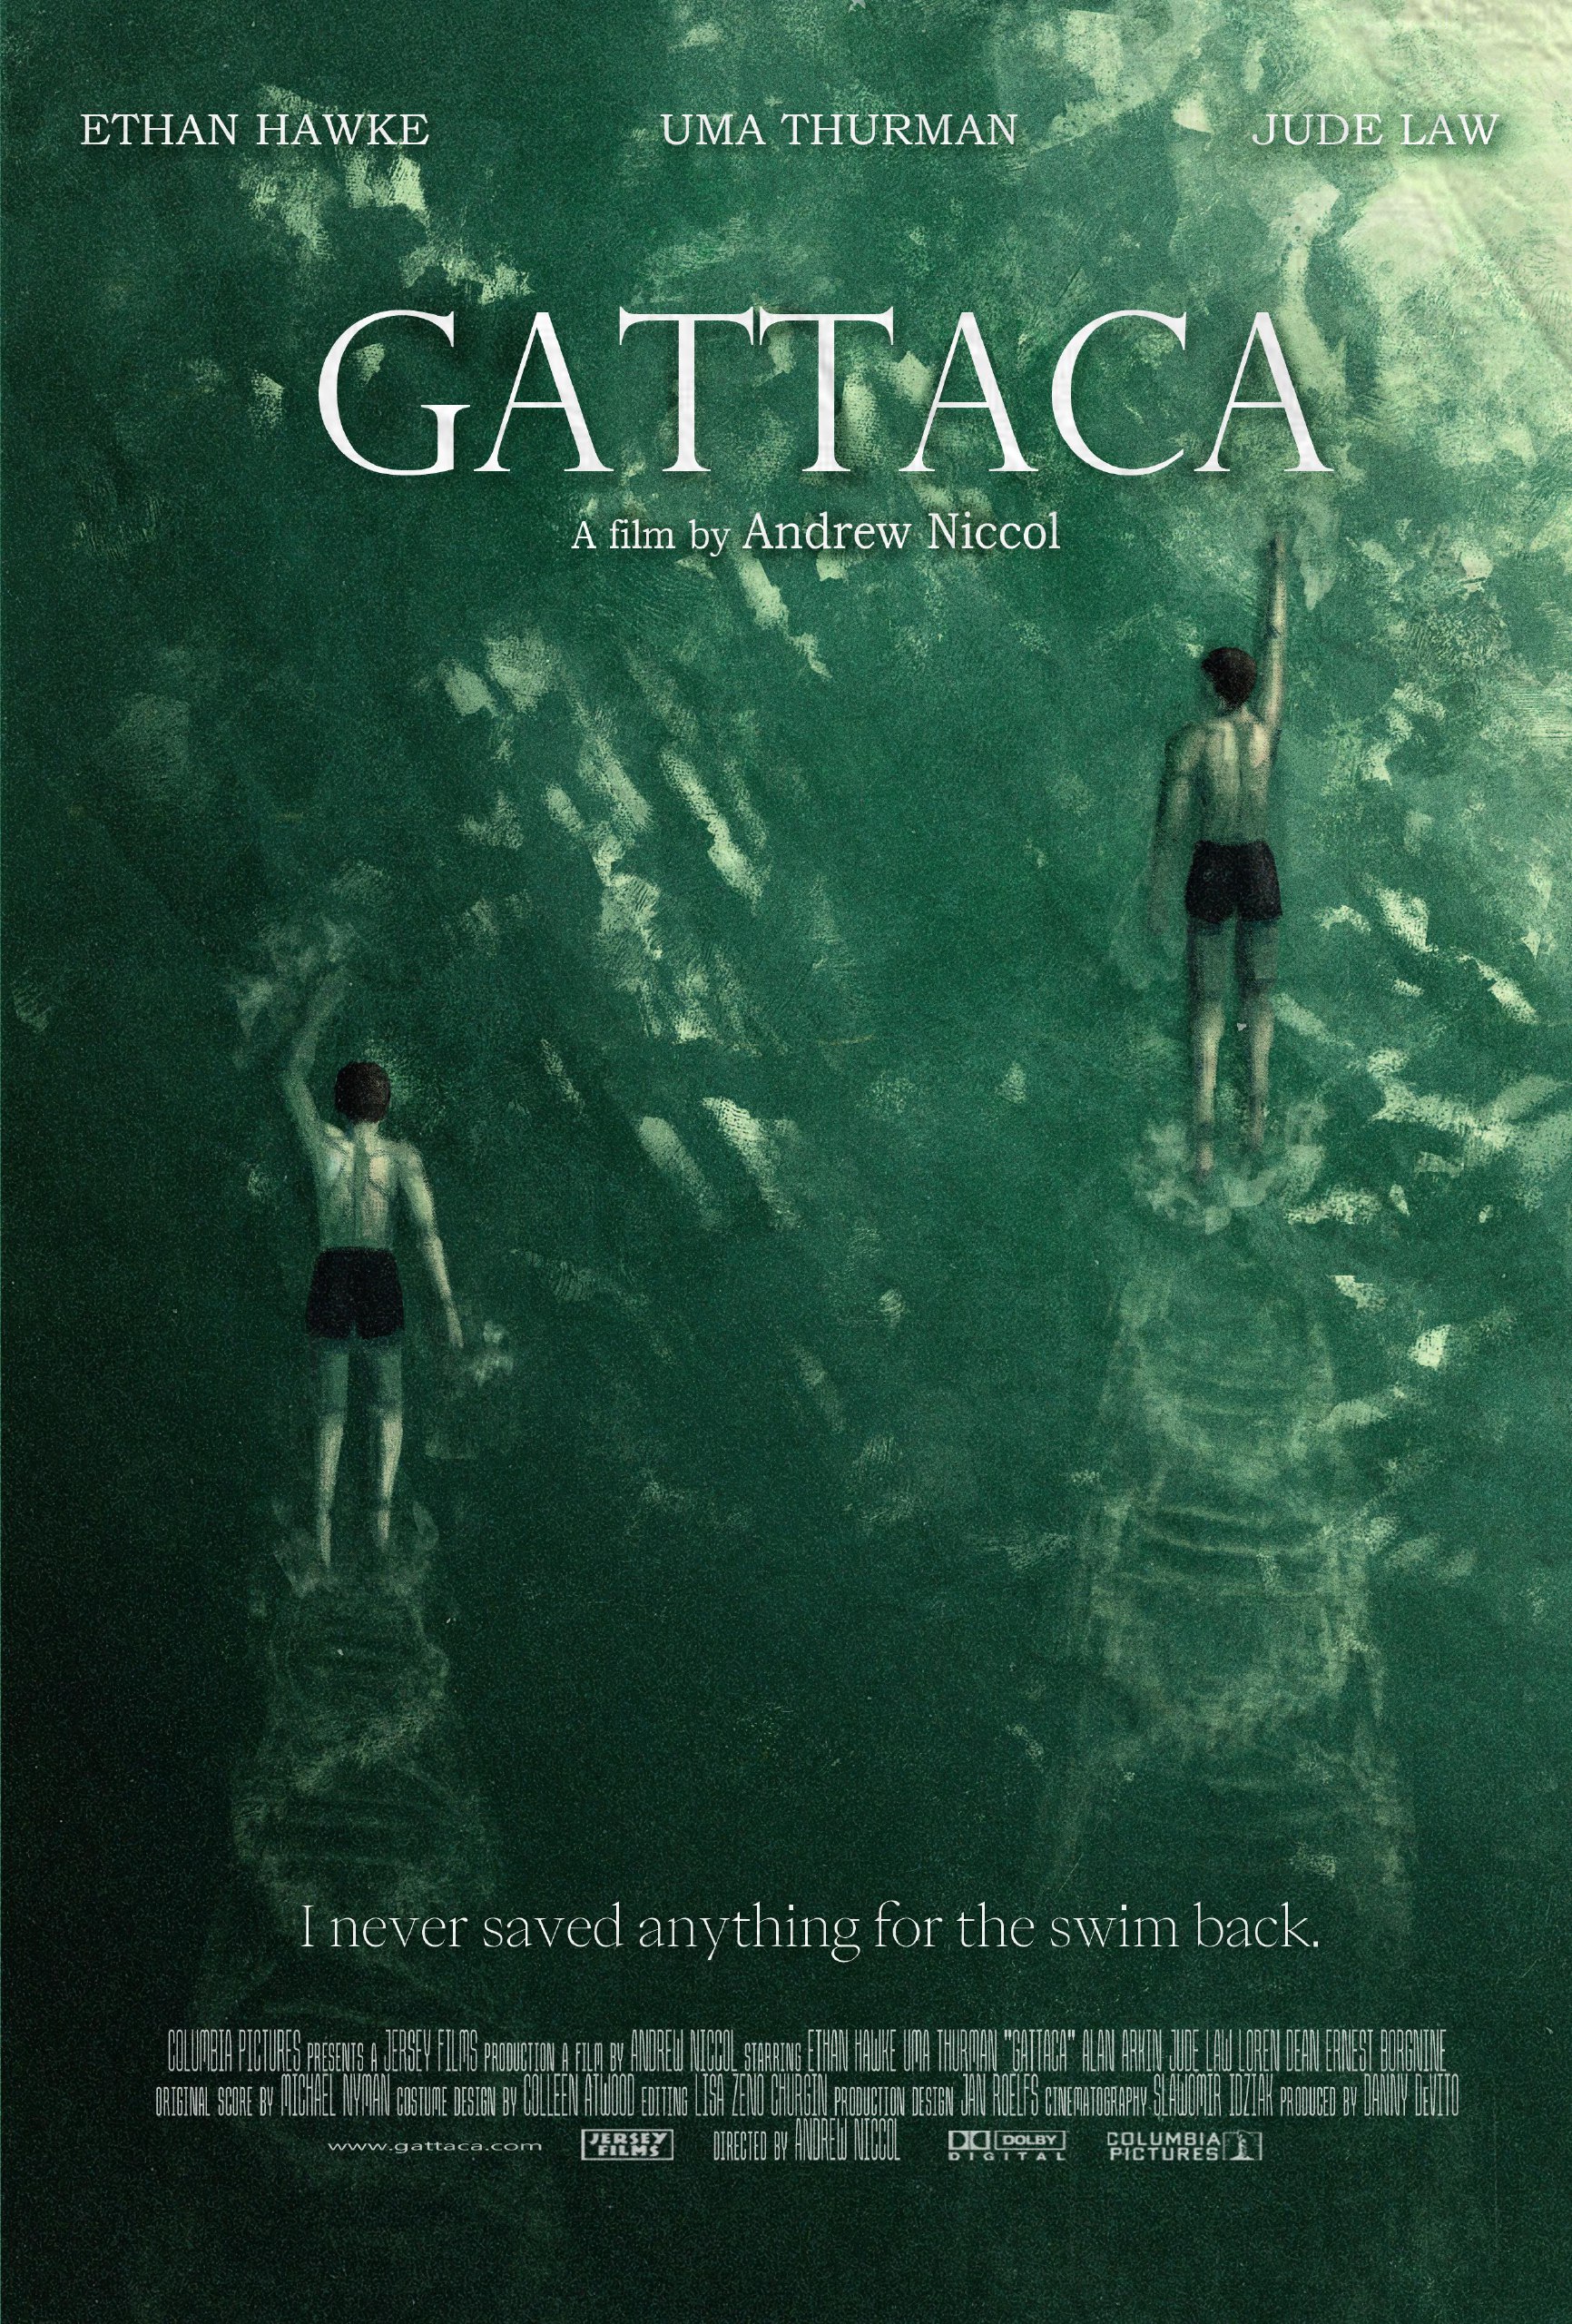 ETHAN HAWKE UMA THURMAN JUDE LAW
GATTACA
A film by Andrew Niccol
I never saved anything for the swim back.
COLUMBIA PICTURES PRESENTS A JERSEY FILMS PRODUCTION A FILM BY ANDREW NICCOL STARRING ETHAN HAWKE UMA THURMAN "GATTACA" ALAN ARKIN JUDE LAW LOREN DEAN ERNEST BORGNINE
ORIGINAL SCORE BY MICHAEL NYMAN COSTUME DESIGN BY COLLEEN ATWOOD EDITING LISA ZENO CHURGIN PRODUCTION DESIGN JAN ROELFS CINEMATOGRAPHY SLAWOMIR IDZIAK PRODUCED BY DANNY DeVITO
www.gattaca.com JERSEY FILMS DIRECTED BY ANDREW NICCOL DOLBY DIGITAL COLUMBIA PICTURES